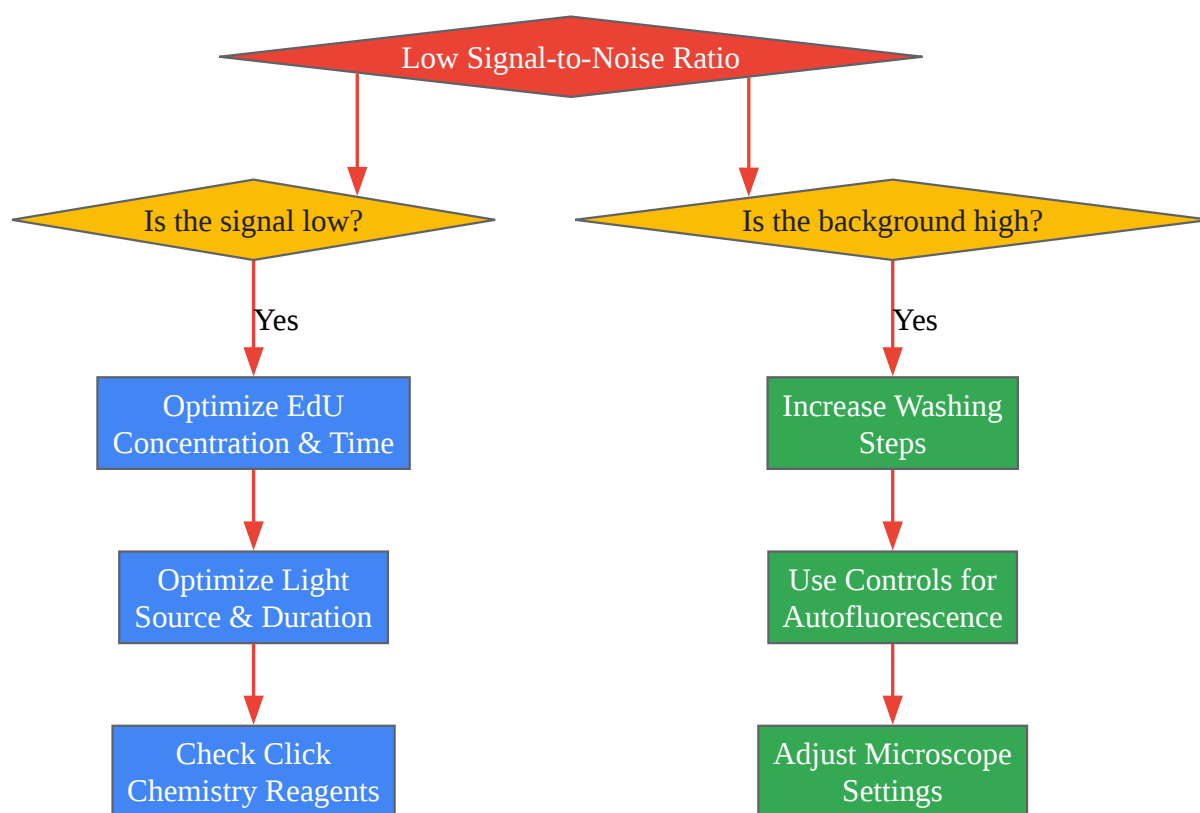 Low Signal-to-Noise Ratio
Is the signal low?
Is the background high?
Yes
Yes
Optimize EdU
Concentration & Time
Increase Washing
Steps
Optimize Light
Source & Duration
Use Controls for
Autofluorescence
Check Click
Chemistry Reagents
Adjust Microscope
Settings